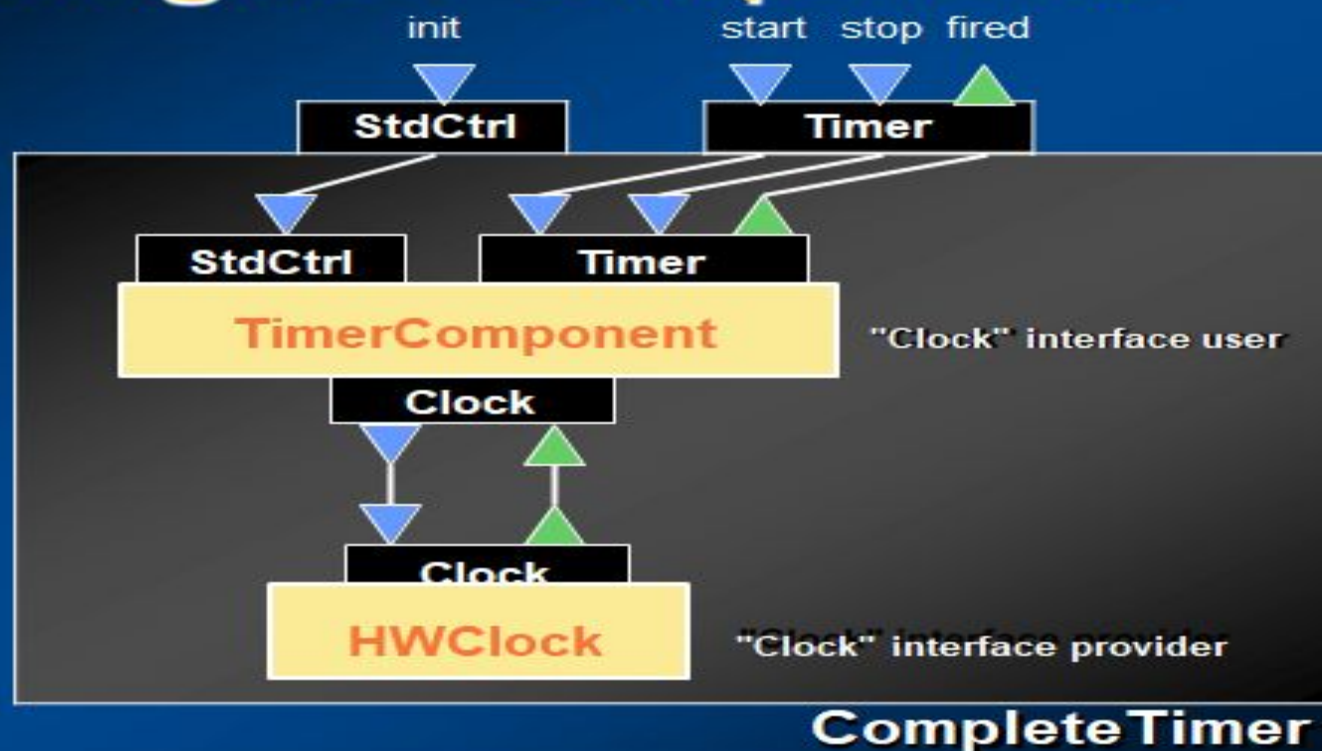 init
start stop fired
StdCtrl Timer
StdCtrl Timer
TimerComponent
"Clock" interface user
Clock
Clock
HWClock
"Clock" interface provider
CompleteTimer